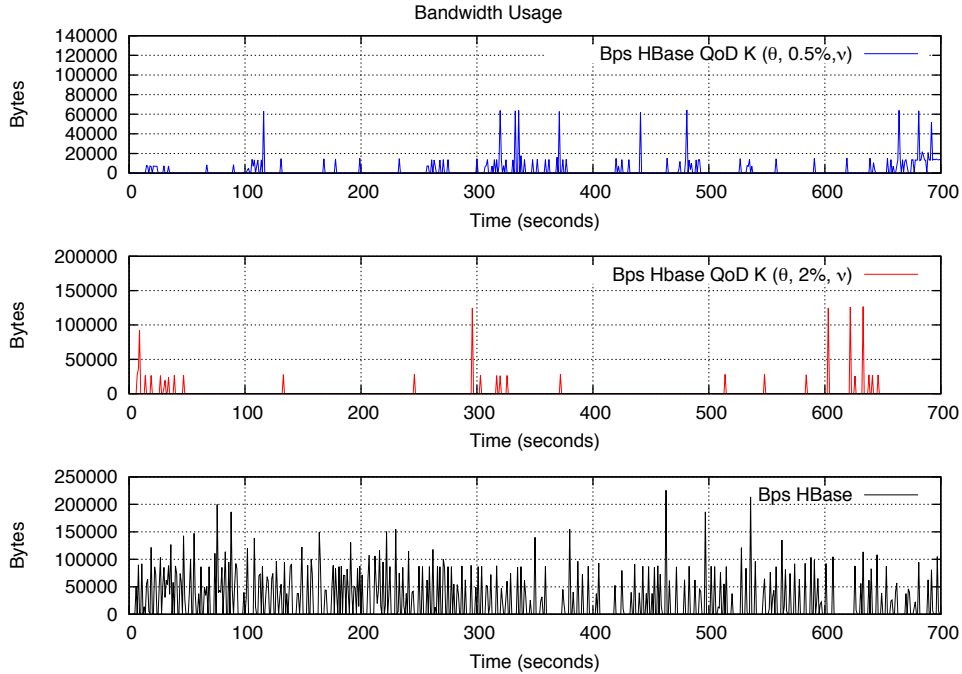 Bandwidth Usage
140000
120000
100000
80000
60000
40000
20000
0
Bytes
Bps HBase QoD K (θ, 0.5%,ν)
0 100 200 300 400 500 600 700
Time (seconds)
200000
150000
100000
50000
0
Bytes
Bps Hbase QoD K (θ, 2%, ν)
0 100 200 300 400 500 600 700
Time (seconds)
250000
200000
150000
100000
50000
0
Bytes
Bps HBase
0 100 200 300 400 500 600 700
Time (seconds)